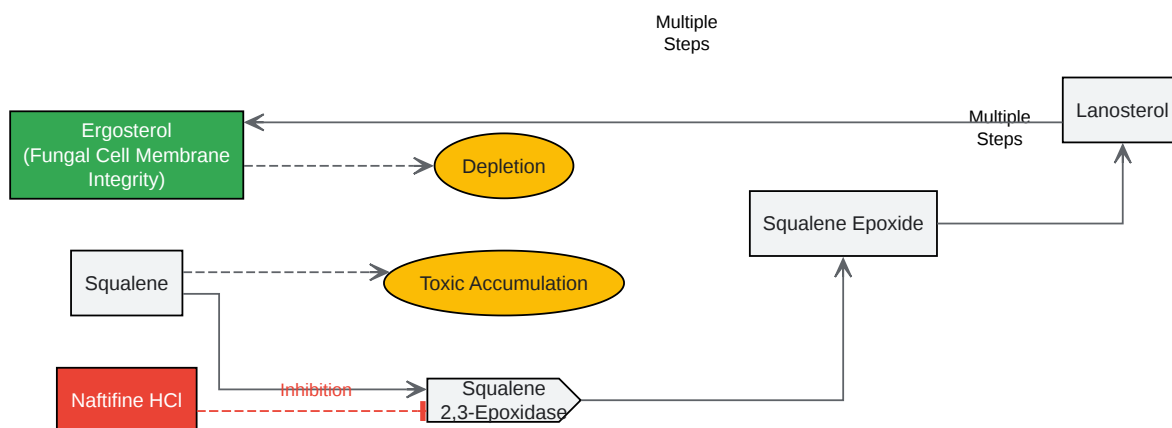 Multiple
Steps
Lanosterol
Multiple
Steps
Ergosterol
(Fungal Cell Membrane
Integrity)
Depletion
Squalene Epoxide
Squalene
Toxic Accumulation
Naftifine HCl
Inhibition
Squalene
2,3-Epoxidase